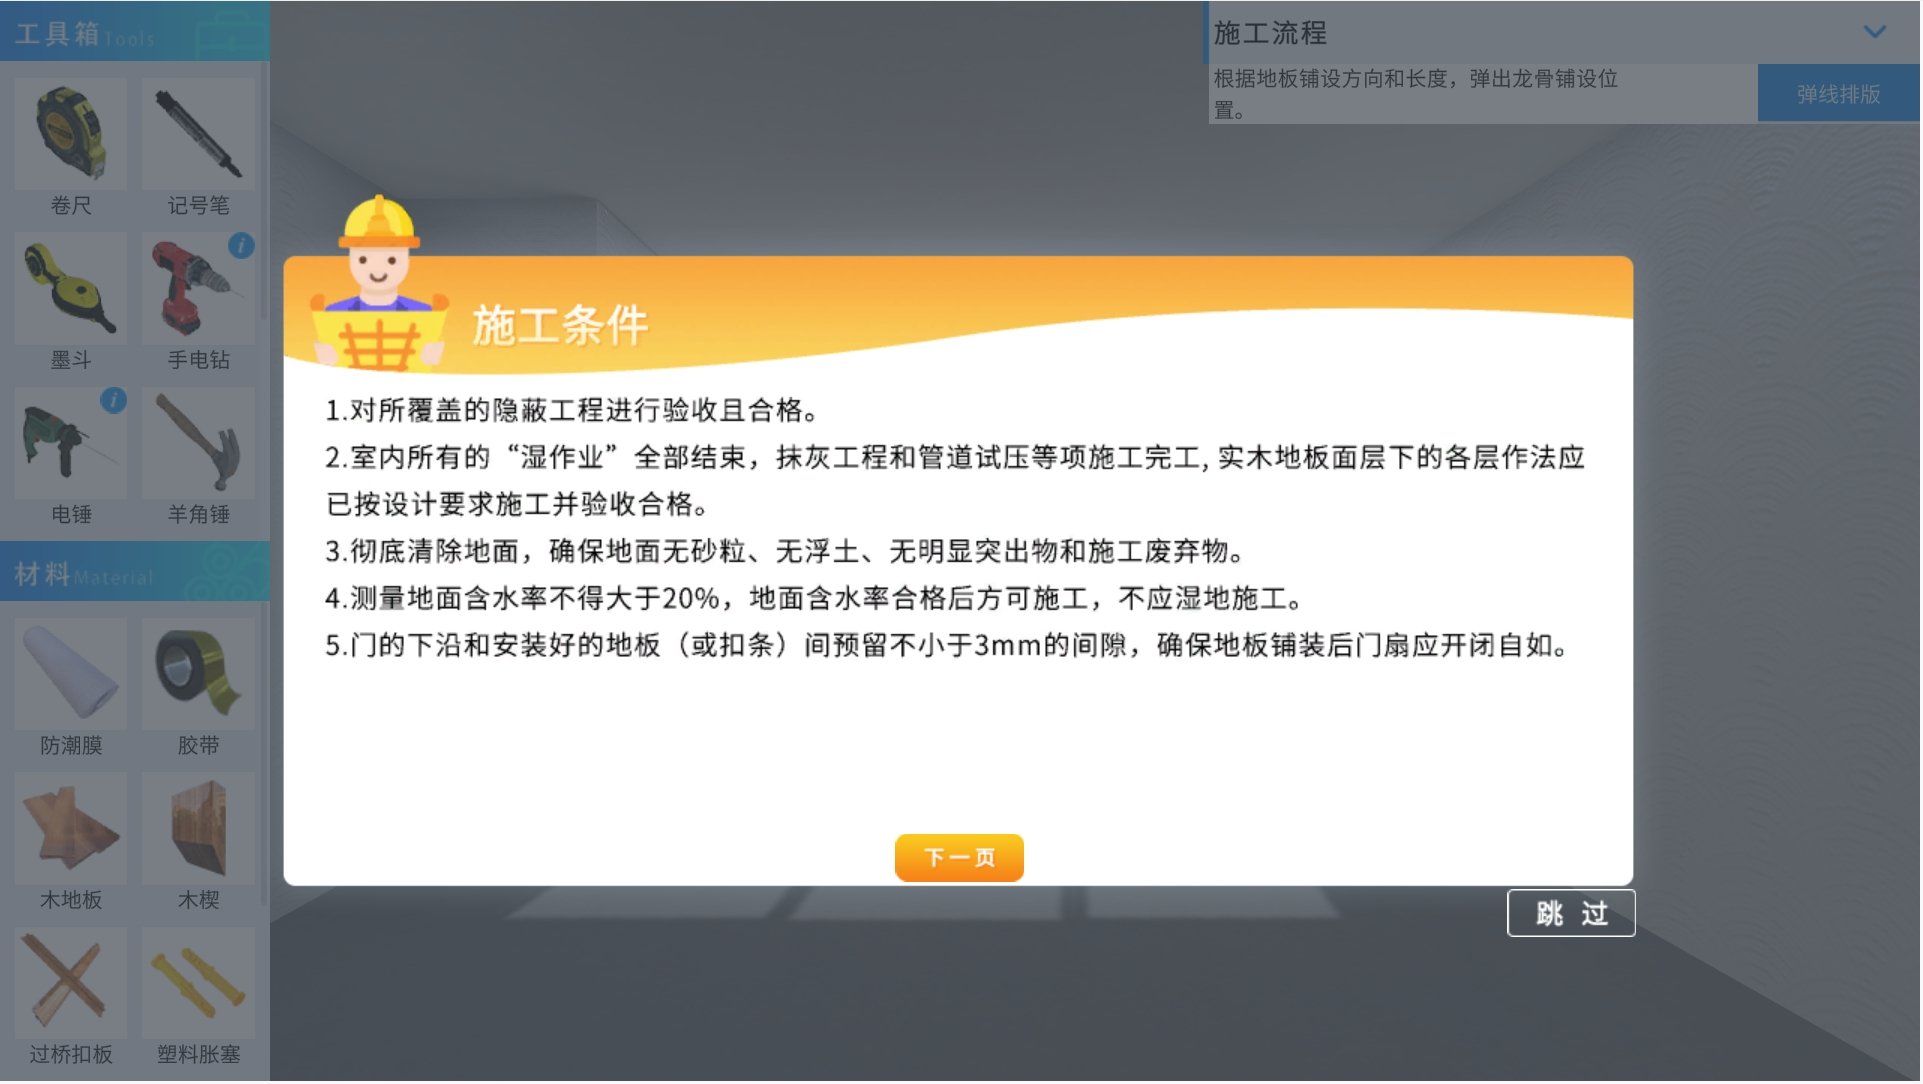 工具箱Tools
卷尺
记号笔
墨斗
手电钻
电锤
羊角锤
材料Material
防潮膜
胶带
木地板
木楔
过桥扣板
塑料胀塞
施工流程
根据地板铺设方向和长度，弹出龙骨铺设位
置。
弹线排版
施工条件
1.对所覆盖的隐蔽工程进行验收且合格。
2.室内所有的“湿作业”全部结束，抹灰工程和管道试压等项施工完工,实木地板面层下的各层作法应
已按设计要求施工并验收合格。
3.彻底清除地面，确保地面无砂粒、无浮土、无明显突出物和施工废弃物。
4.测量地面含水率不得大于20%，地面含水率合格后方可施工，不应湿地施工。
5.门的下沿和安装好的地板（或扣条）间预留不小于3mm的间隙，确保地板铺装后门扇应开闭自如。
下一页
跳 过